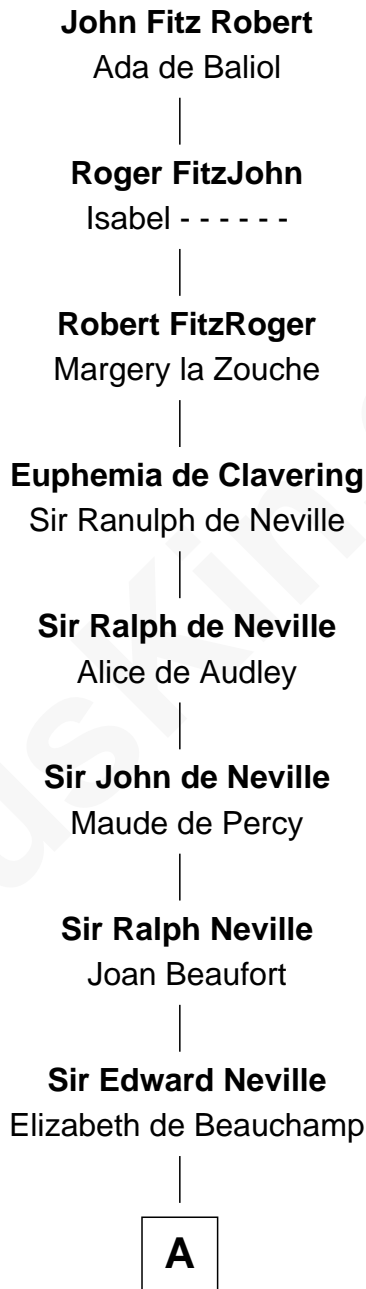 John Fitz Robert
Ada de Baliol
Roger FitzJohn
Isabel - - - - - -
Robert FitzRoger
Margery la Zouche
Euphemia de Clavering
Sir Ranulph de Neville
Sir Ralph de Neville
Alice de Audley
Sir John de Neville
Maude de Percy
Sir Ralph Neville
Joan Beaufort
Sir Edward Neville
Elizabeth de Beauchamp
A